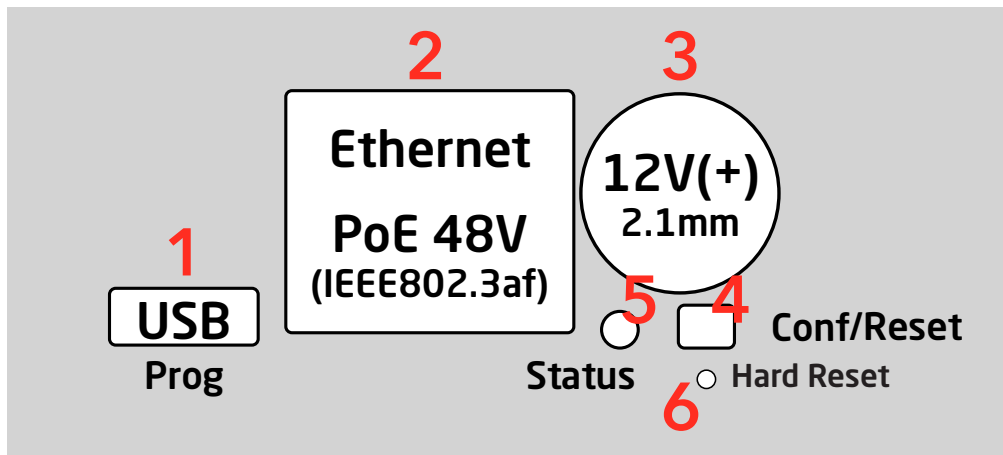 2
3
Ethernet
PoE 48V
(IEEE802.3af)
12V(+)
2.1mm
1
USB
Prog
5
4
Status
Conf/Reset
6
Hard Reset